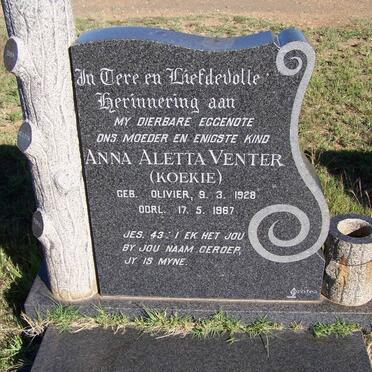 In Tere en Liefdevolle
Herinnering aan
MY DIERBARE EGGENOTE
ONS MOEDER EN ENIGSTE KIND
ANNA ALETTA VENTER
(KOEKIE)
GEB. OLIVIER, 9. 3. 1928
OORL. 17. 5. 1967
JES. 43: 1 EK HET JOU
BY JOU NAAM GEROEP,
JY IS MYNE.